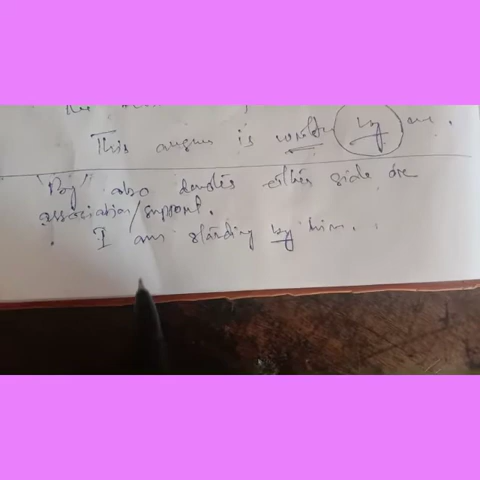 This answer is written by me.
'By' also denotes either side or
association/support.
. I am standing by him.